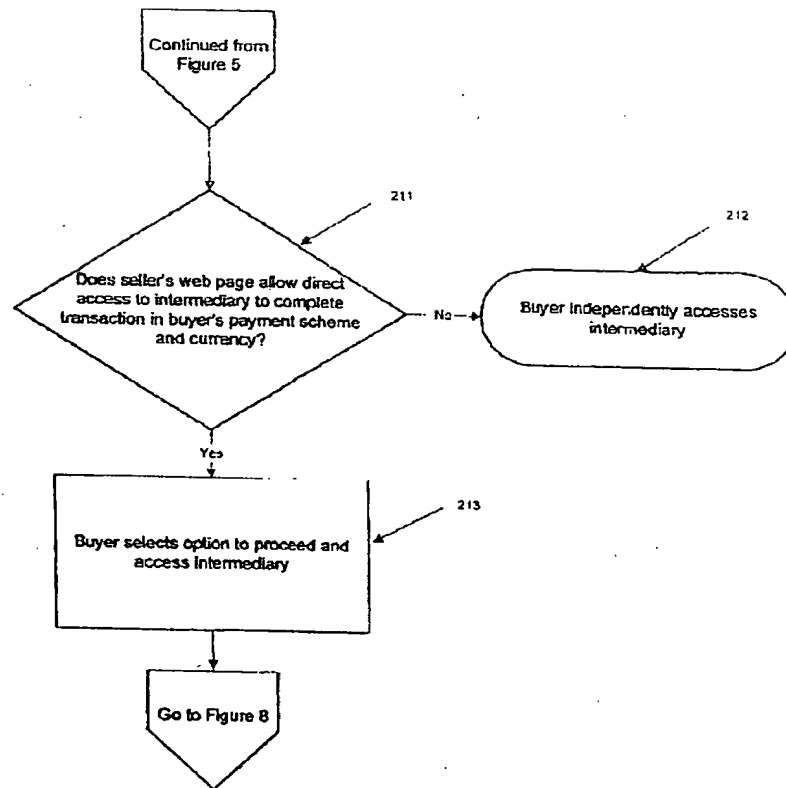 Continued from
Figure 5
211
Does seller's web page allow direct
access to intermediary to complete
transaction in buyer's payment scheme
and currency?
No
212
Buyer independently accesses
intermediary
Yes
213
Buyer selects option to proceed and
access intermediary
Go to Figure 8